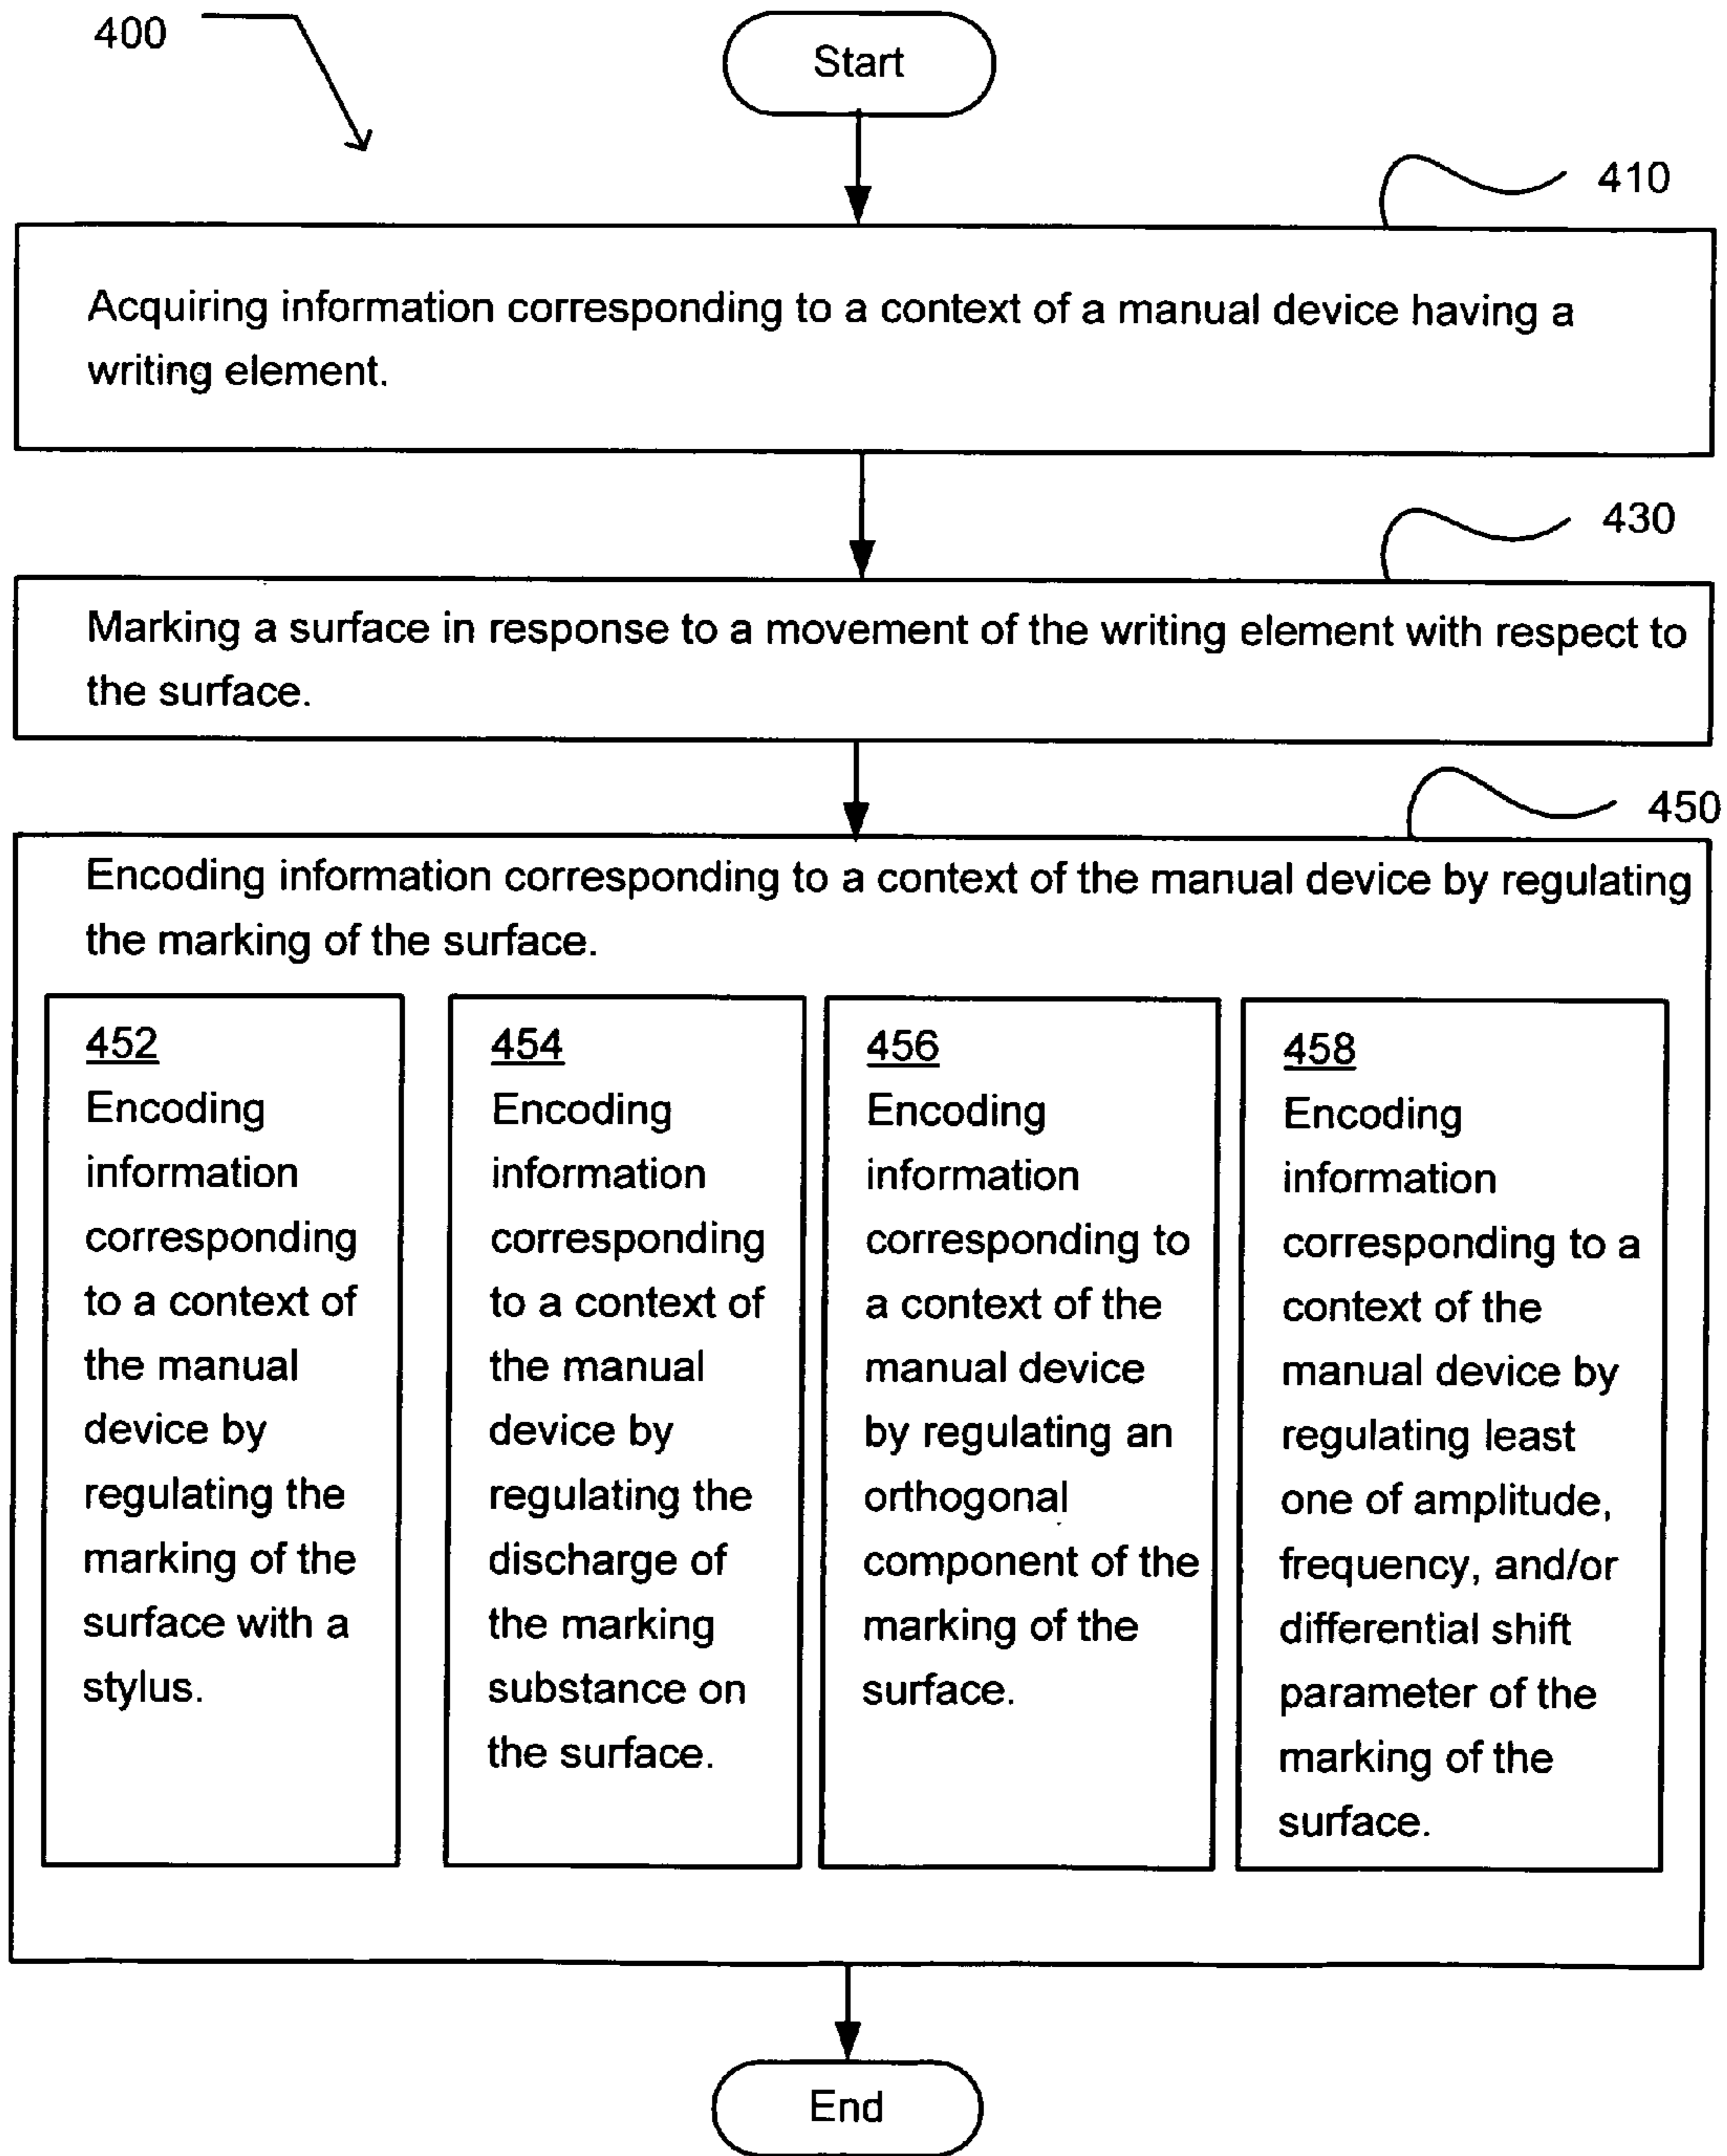 400
Start
410
Acquiring information corresponding to a context of a manual device having a
writing element.
430
Marking a surface in response to a movement of the writing element with respect to
the surface.
450
Encoding information corresponding to a context of the manual device by regulating
the marking of the surface.
452
Encoding
information
corresponding
to a context of
the manual
device by
regulating the
marking of the
surface with a
stylus.
454
Encoding
information
corresponding
to a context of
the manual
device by
regulating the
discharge of
the marking
substance on
the surface.
456
Encoding
information
corresponding to
a context of the
manual device
by regulating an
orthogonal
component of the
marking of the
surface.
458
Encoding
information
corresponding to a
context of the
manual device by
regulating least
one of amplitude,
frequency, and/or
differential shift
parameter of the
marking of the
surface.
End